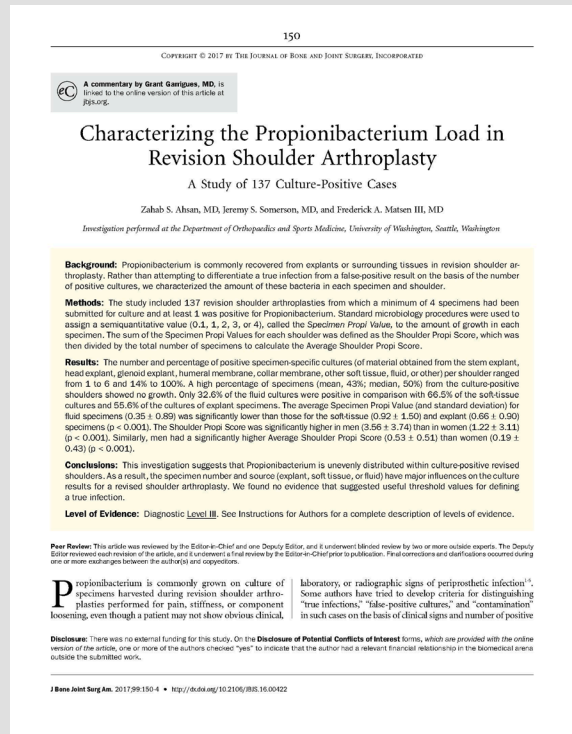 150
COPYRIGHT © 2017 BY THE JOURNAL OF BONE AND JOINT SURGERY, INCORPORATED
eC
A commentary by Grant Garrigues, MD, is
linked to the online version of this article at
jbjs.org.
Characterizing the Propionibacterium Load in
Revision Shoulder Arthroplasty
A Study of 137 Culture-Positive Cases
Zahab S. Ahsan, MD, Jeremy S. Somerson, MD, and Frederick A. Matsen III, MD
Investigation performed at the Department of Orthopaedics and Sports Medicine, University of Washington, Seattle, Washington
Background: Propionibacterium is commonly recovered from explants or surrounding tissues in revision shoulder ar-
throplasty. Rather than attempting to differentiate a true infection from a false-positive result on the basis of the number
of positive cultures, we characterized the amount of these bacteria in each specimen and shoulder.
Methods: The study included 137 revision shoulder arthroplasties from which a minimum of 4 specimens had been
submitted for culture and at least 1 was positive for Propionibacterium. Standard microbiology procedures were used to
assign a semiquantitative value (0.1, 1, 2, 3, or 4), called the Specimen Propi Value, to the amount of growth in each
specimen. The sum of the Specimen Propi Values for each shoulder was defined as the Shoulder Propi Score, which was
then divided by the total number of specimens to calculate the Average Shoulder Propi Score.
Results: The number and percentage of positive specimen-specific cultures (of material obtained from the stem explant,
head explant, glenoid explant, humeral membrane, collar membrane, other soft tissue, fluid, or other) per shoulder ranged
from 1 to 6 and 14% to 100%. A high percentage of specimens (mean, 43%; median, 50%) from the culture-positive
shoulders showed no growth. Only 32.6% of the fluid cultures were positive in comparison with 66.5% of the soft-tissue
cultures and 55.6% of the cultures of explant specimens. The average Specimen Propi Value (and standard deviation) for
fluid specimens (0.35 ± 0.89) was significantly lower than those for the soft-tissue (0.92 ± 1.50) and explant (0.66 ± 0.90)
specimens (p < 0.001). The Shoulder Propi Score was significantly higher in men (3.56 ± 3.74) than in women (1.22 ± 3.11)
(p < 0.001). Similarly, men had a significantly higher Average Shoulder Propi Score (0.53 ± 0.51) than women (0.19 ±
0.43) (p < 0.001).
Conclusions: This investigation suggests that Propionibacterium is unevenly distributed within culture-positive revised
shoulders. As a result, the specimen number and source (explant, soft tissue, or fluid) have major influences on the culture
results for a revised shoulder arthroplasty. We found no evidence that suggested useful threshold values for defining
a true infection.
Level of Evidence: Diagnostic Level III. See Instructions for Authors for a complete description of levels of evidence.
Peer Review: This article was reviewed by the Editor-in-Chief and one Deputy Editor, and it underwent blinded review by two or more outside experts. The Deputy
Editor reviewed each revision of the article, and it underwent a final review by the Editor-in-Chief prior to publication. Final corrections and clarifications occurred during
one or more exchanges between the author(s) and copyeditors.
Propionibacterium is commonly grown on culture of
specimens harvested during revision shoulder arthro-
plasties performed for pain, stiffness, or component
loosening, even though a patient may not show obvious clinical,
laboratory, or radiographic signs of periprosthetic infection
Some authors have tried to develop criteria for distinguishing
"true infections," "false-positive cultures," and "contamination"
in such cases on the basis of clinical signs and number of positive
Disclosure: There was no external funding for this study. On the Disclosure of Potential Conflicts of Interest forms, which are provided with the online
version of the article, one or more of the authors checked "yes" to indicate that the author had a relevant financial relationship in the biomedical arena
outside the submitted work.
J Bone Joint Surg Am. 2017;99:150-4 • http://dx.doi.org/10.2106/JBJS.16.00422